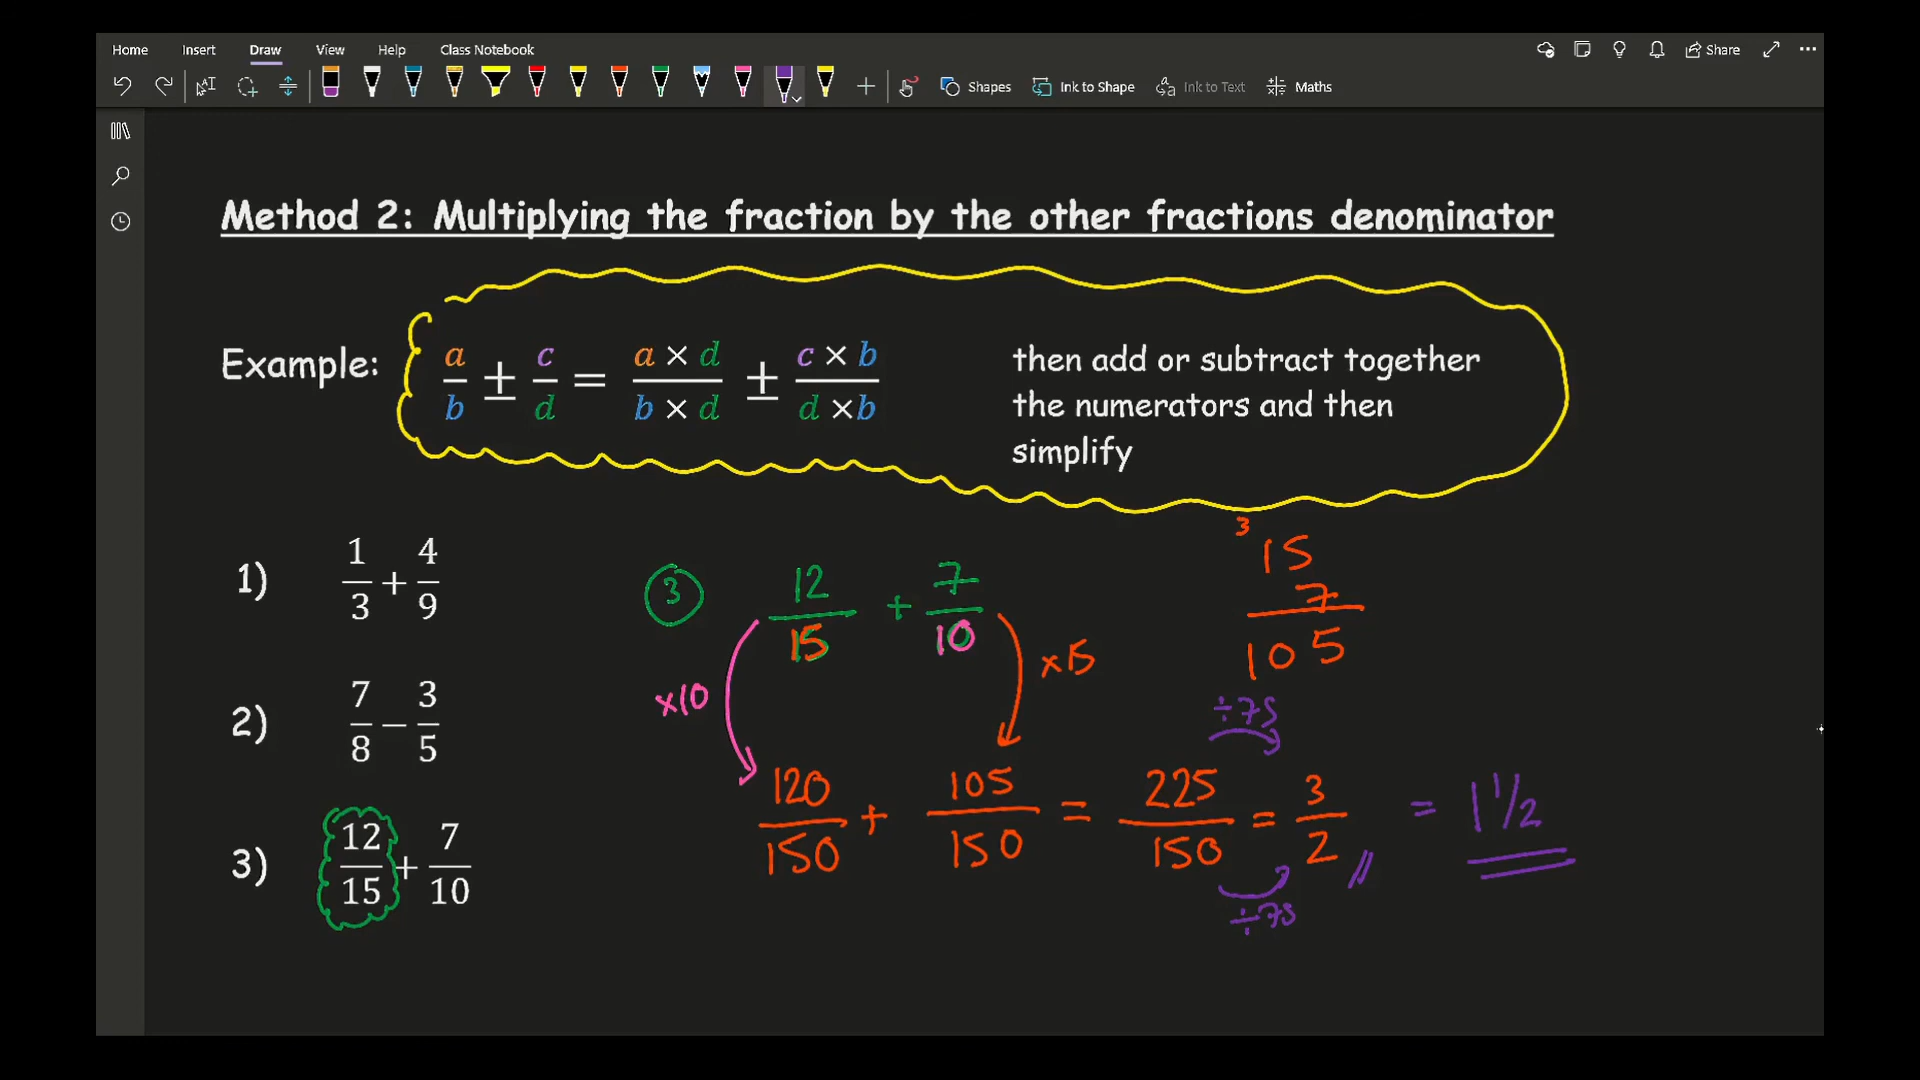 Home Insert Draw View Help Class Notebook Share
Shapes Ink to Shape Ink to Text Maths
Method 2: Multiplying the fraction by the other fractions denominator
Example: a/b ± c/d = a × d / b × d ± c × b / d × b
then add or subtract together
the numerators and then
simplify
1) 1/3 + 4/9
2) 7/8 − 3/5
3) 12/15 + 7/10
3 12/15 + 7/10
×10
×15
3
15
7
105
÷75
120/150 + 105/150 = 225/150 = 3/2 = 1 1/2
÷75